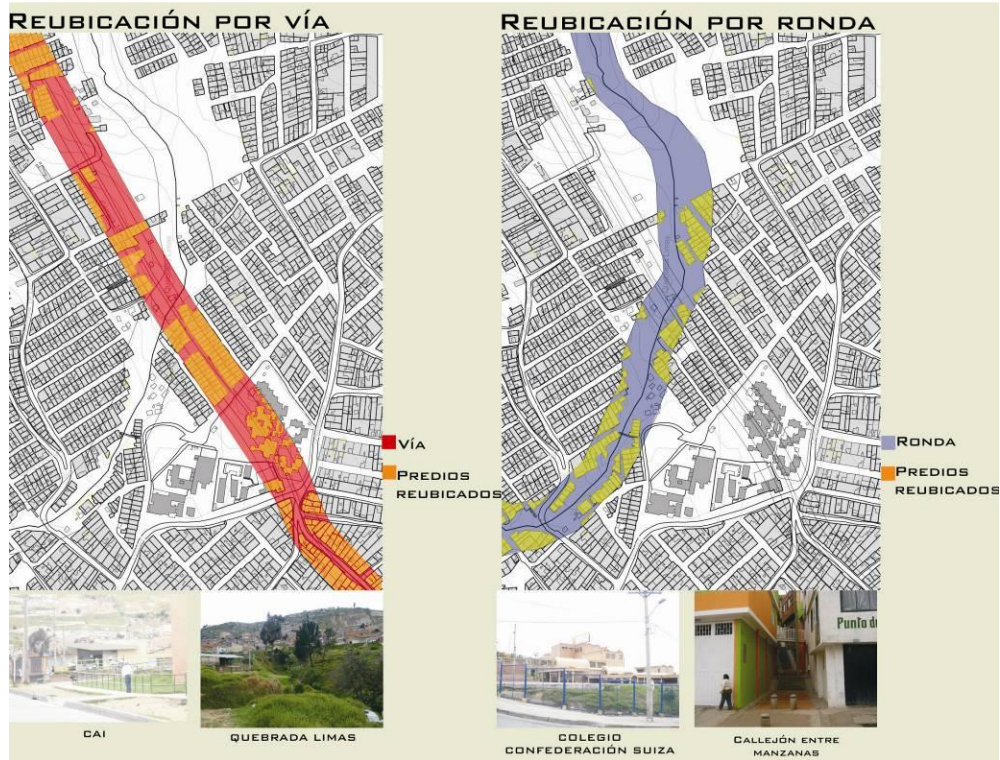 REUBICACIÓN POR VÍA
VÍA
PREDIOS
REUBICADOS
CAI
QUEBRADA LIMAS
REUBICACIÓN POR RONDA
RONDA
PREDIOS
REUBICADOS
Punto d
COLEGIO
CONFEDERACIÓN SUIZA
CALLEJÓN ENTRE
MANZANAS